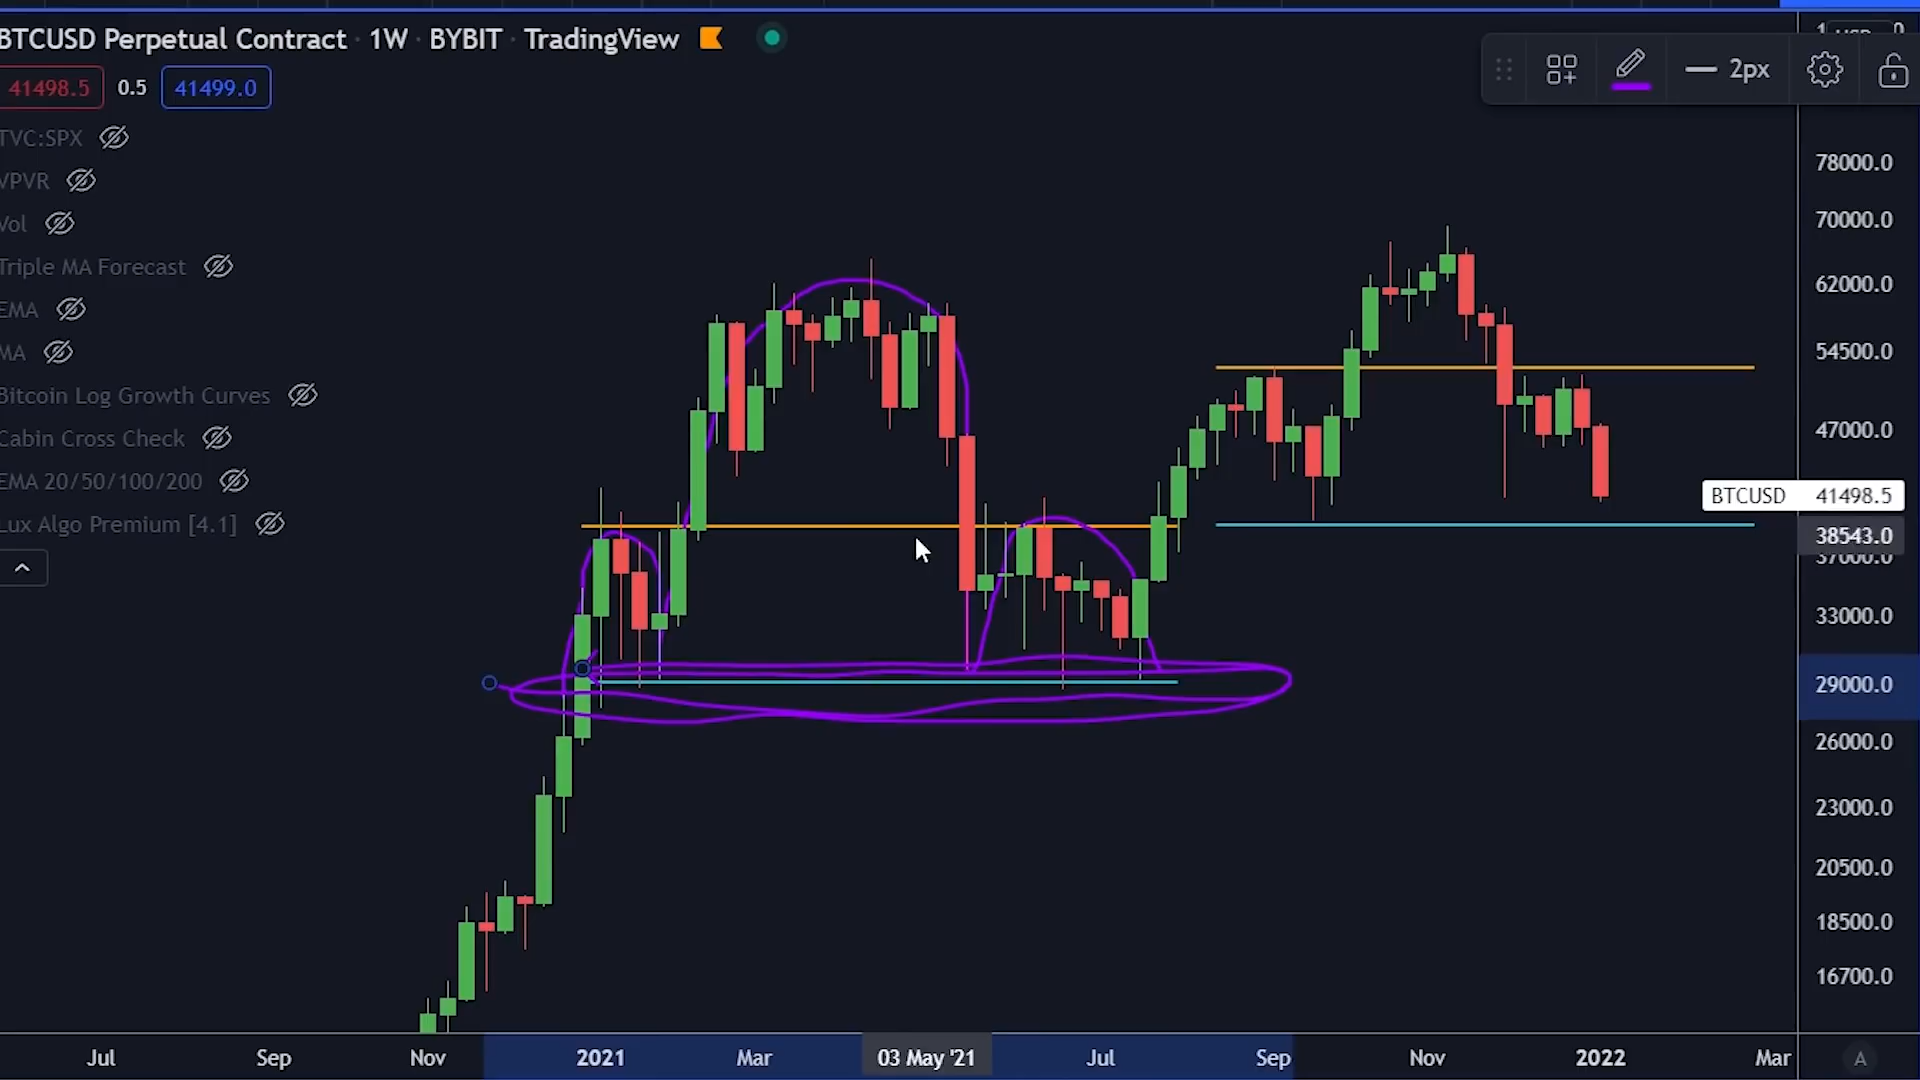 BTCUSD Perpetual Contract · 1W · BYBIT · TradingView
41498.5 0.5 41499.0
TVC:SPX
VPVR
Vol
Triple MA Forecast
EMA
MA
Bitcoin Log Growth Curves
Cabin Cross Check
EMA 20/50/100/200
Lux Algo Premium [4.1]
2px
78000.0
70000.0
62000.0
54500.0
47000.0
BTCUSD 41498.5
38543.0
37000.0
33000.0
29000.0
26000.0
23000.0
20500.0
18500.0
16700.0
Jul Sep Nov 2021 Mar 03 May '21 Jul Sep Nov 2022 Mar A